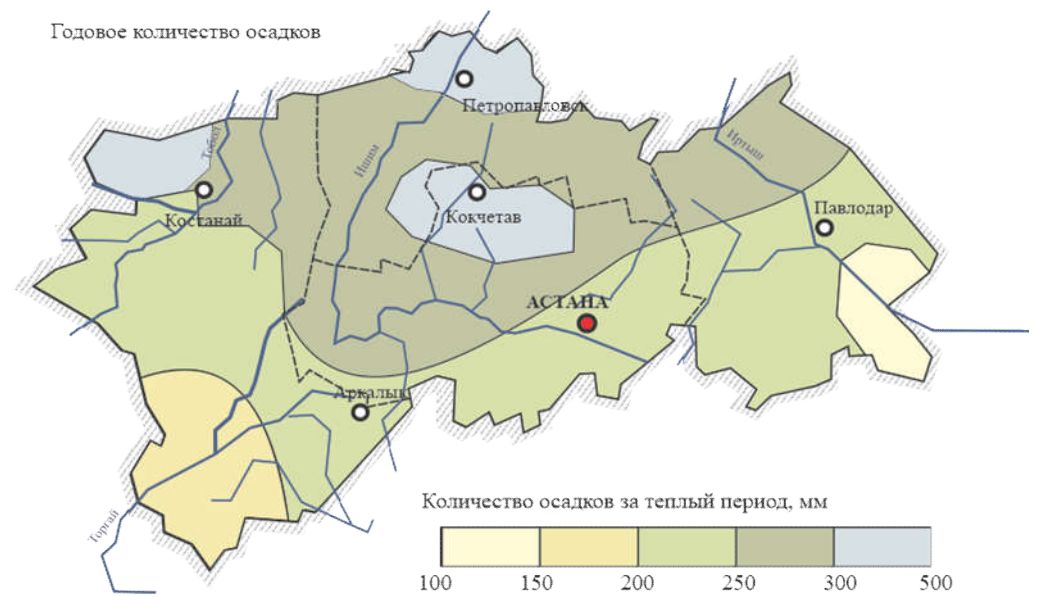 Годовое количество осадков
Петропавловск
Тобол
Ишим
Иртыш
Костанай
Кокчетав
Павлодар
АСТАНА
Аркалык
Торгай
Количество осадков за теплый период, мм
100 150 200 250 300 500